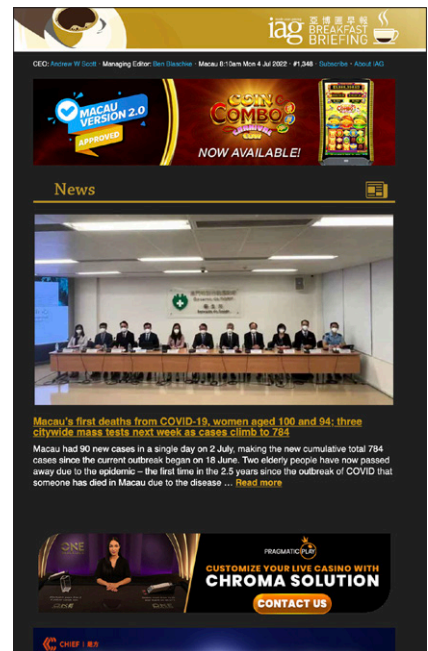 iag 亞博匯早報
BREAKFAST
BRIEFING
CEO: Andrew W Scott · Managing Editor: Ben Blaschke · Macau 8:10am Mon 4 Jul 2022 · #1,348 · Subscribe · About IAG
MACAU
VERSION 2.0
APPROVED
COIN
COMBO
CARNIVAL
COW
NOW AVAILABLE!
News
Macau's first deaths from COVID-19, women aged 100 and 94; three
citywide mass tests next week as cases climb to 784
Macau had 90 new cases in a single day on 2 July, making the new cumulative total 784
cases since the current outbreak began on 18 June. Two elderly people have now passed
away due to the epidemic – the first time in the 2.5 years since the outbreak of COVID that
someone has died in Macau due to the disease … Read more
ONE
PRAGMATIC PLAY
CUSTOMIZE YOUR LIVE CASINO WITH
CHROMA SOLUTION
CONTACT US
ONE
ONE
CHIEF